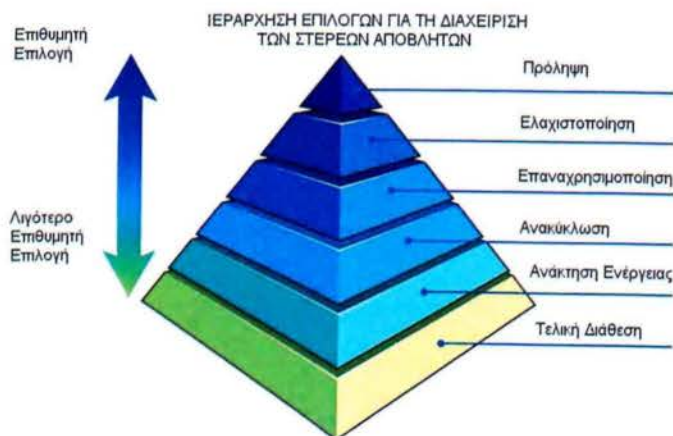 ΙΕΡΑΡΧΗΣΗ ΕΠΙΛΟΓΩΝ ΓΙΑ ΤΗ ΔΙΑΧΕΙΡΙΣΗ
ΤΩΝ ΣΤΕΡΕΩΝ ΑΠΟΒΛΗΤΩΝ
Επιθυμητή
Επιλογή
Πρόληψη
Ελαχιστοποίηση
Επαναχρησιμοποίηση
Λιγότερο
Επιθυμητή
Επιλογή
Ανακύκλωση
Ανάκτηση Ενέργειας
Τελική Διάθεση